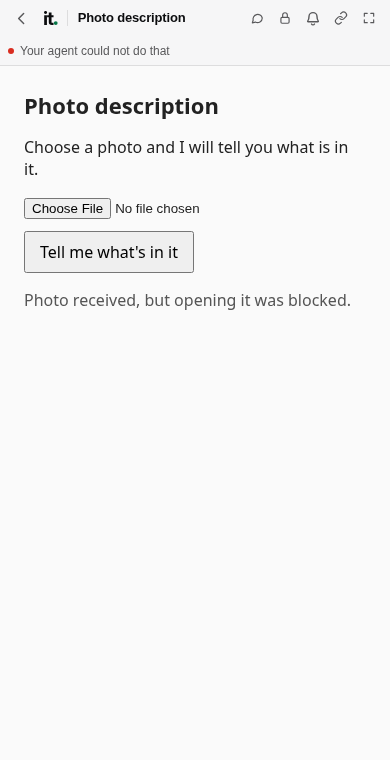 it. Photo description
Your agent could not do that
Photo description
Choose a photo and I will tell you what is in
it.
Choose File No file chosen
Tell me what's in it
Photo received, but opening it was blocked.